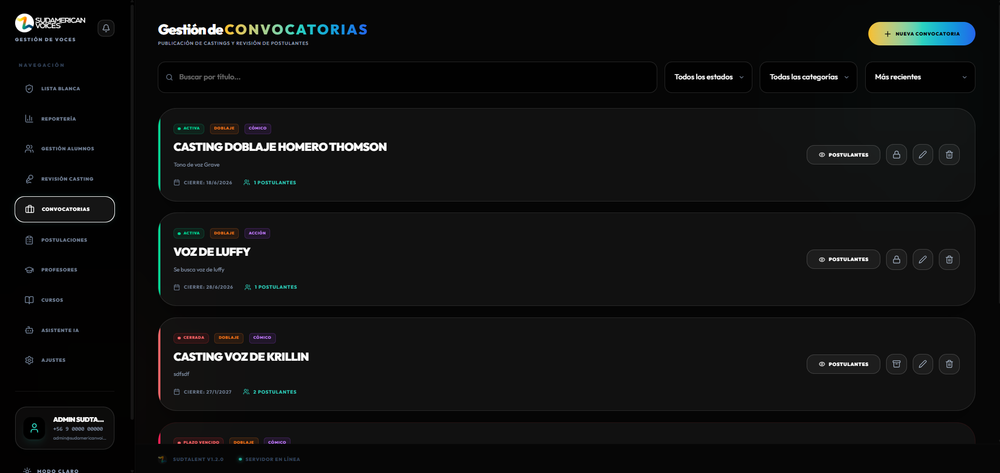 SUDAMERICAN
VOICES
GESTIÓN DE VOCES
NAVEGACIÓN
LISTA BLANCA
REPORTERÍA
GESTIÓN ALUMNOS
REVISIÓN CASTING
CONVOCATORIAS
POSTULACIONES
PROFESORES
CURSOS
ASISTENTE IA
AJUSTES
ADMIN SUDTA...
+56 9 0000 00000
admin@sudamericanvoi...
MODO CLARO
Gestión de CONVOCATORIAS
PUBLICACIÓN DE CASTINGS Y REVISIÓN DE POSTULANTES
NUEVA CONVOCATORIA
Buscar por título...
Todos los estados
Todas las categorías
Más recientes
ACTIVA DOBLAJE CÓMICO
CASTING DOBLAJE HOMERO THOMSON
Tono de voz Grave
CIERRE: 18/6/2026 1 POSTULANTES
POSTULANTES
ACTIVA DOBLAJE ACCIÓN
VOZ DE LUFFY
Se busca voz de luffy
CIERRE: 28/6/2026 1 POSTULANTES
POSTULANTES
CERRADA DOBLAJE CÓMICO
CASTING VOZ DE KRILLIN
sdfsdf
CIERRE: 27/1/2027 2 POSTULANTES
POSTULANTES
PLAZO VENCIDO DOBLAJE CÓMICO
SUDTALENT V1.2.0 SERVIDOR EN LÍNEA